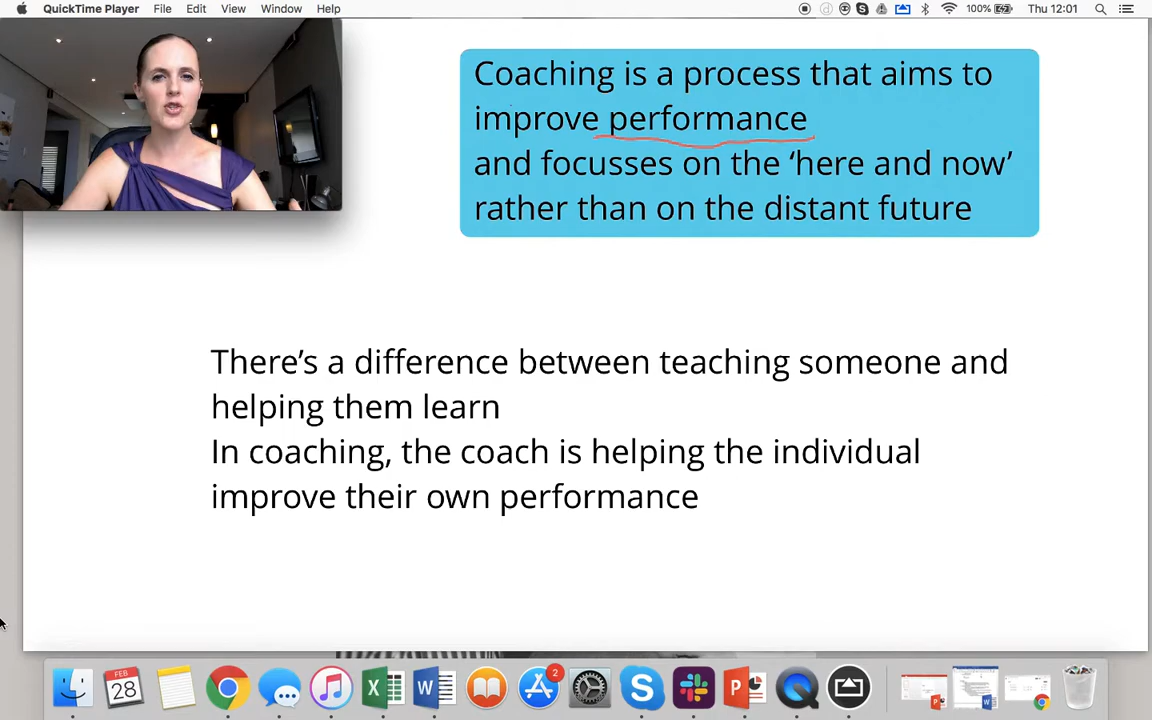 QuickTime Player File Edit View Window Help 100% Thu 12:01
Coaching is a process that aims to
improve performance
and focusses on the ‘here and now’
rather than on the distant future
There’s a difference between teaching someone and
helping them learn
In coaching, the coach is helping the individual
improve their own performance
FEB
28
2